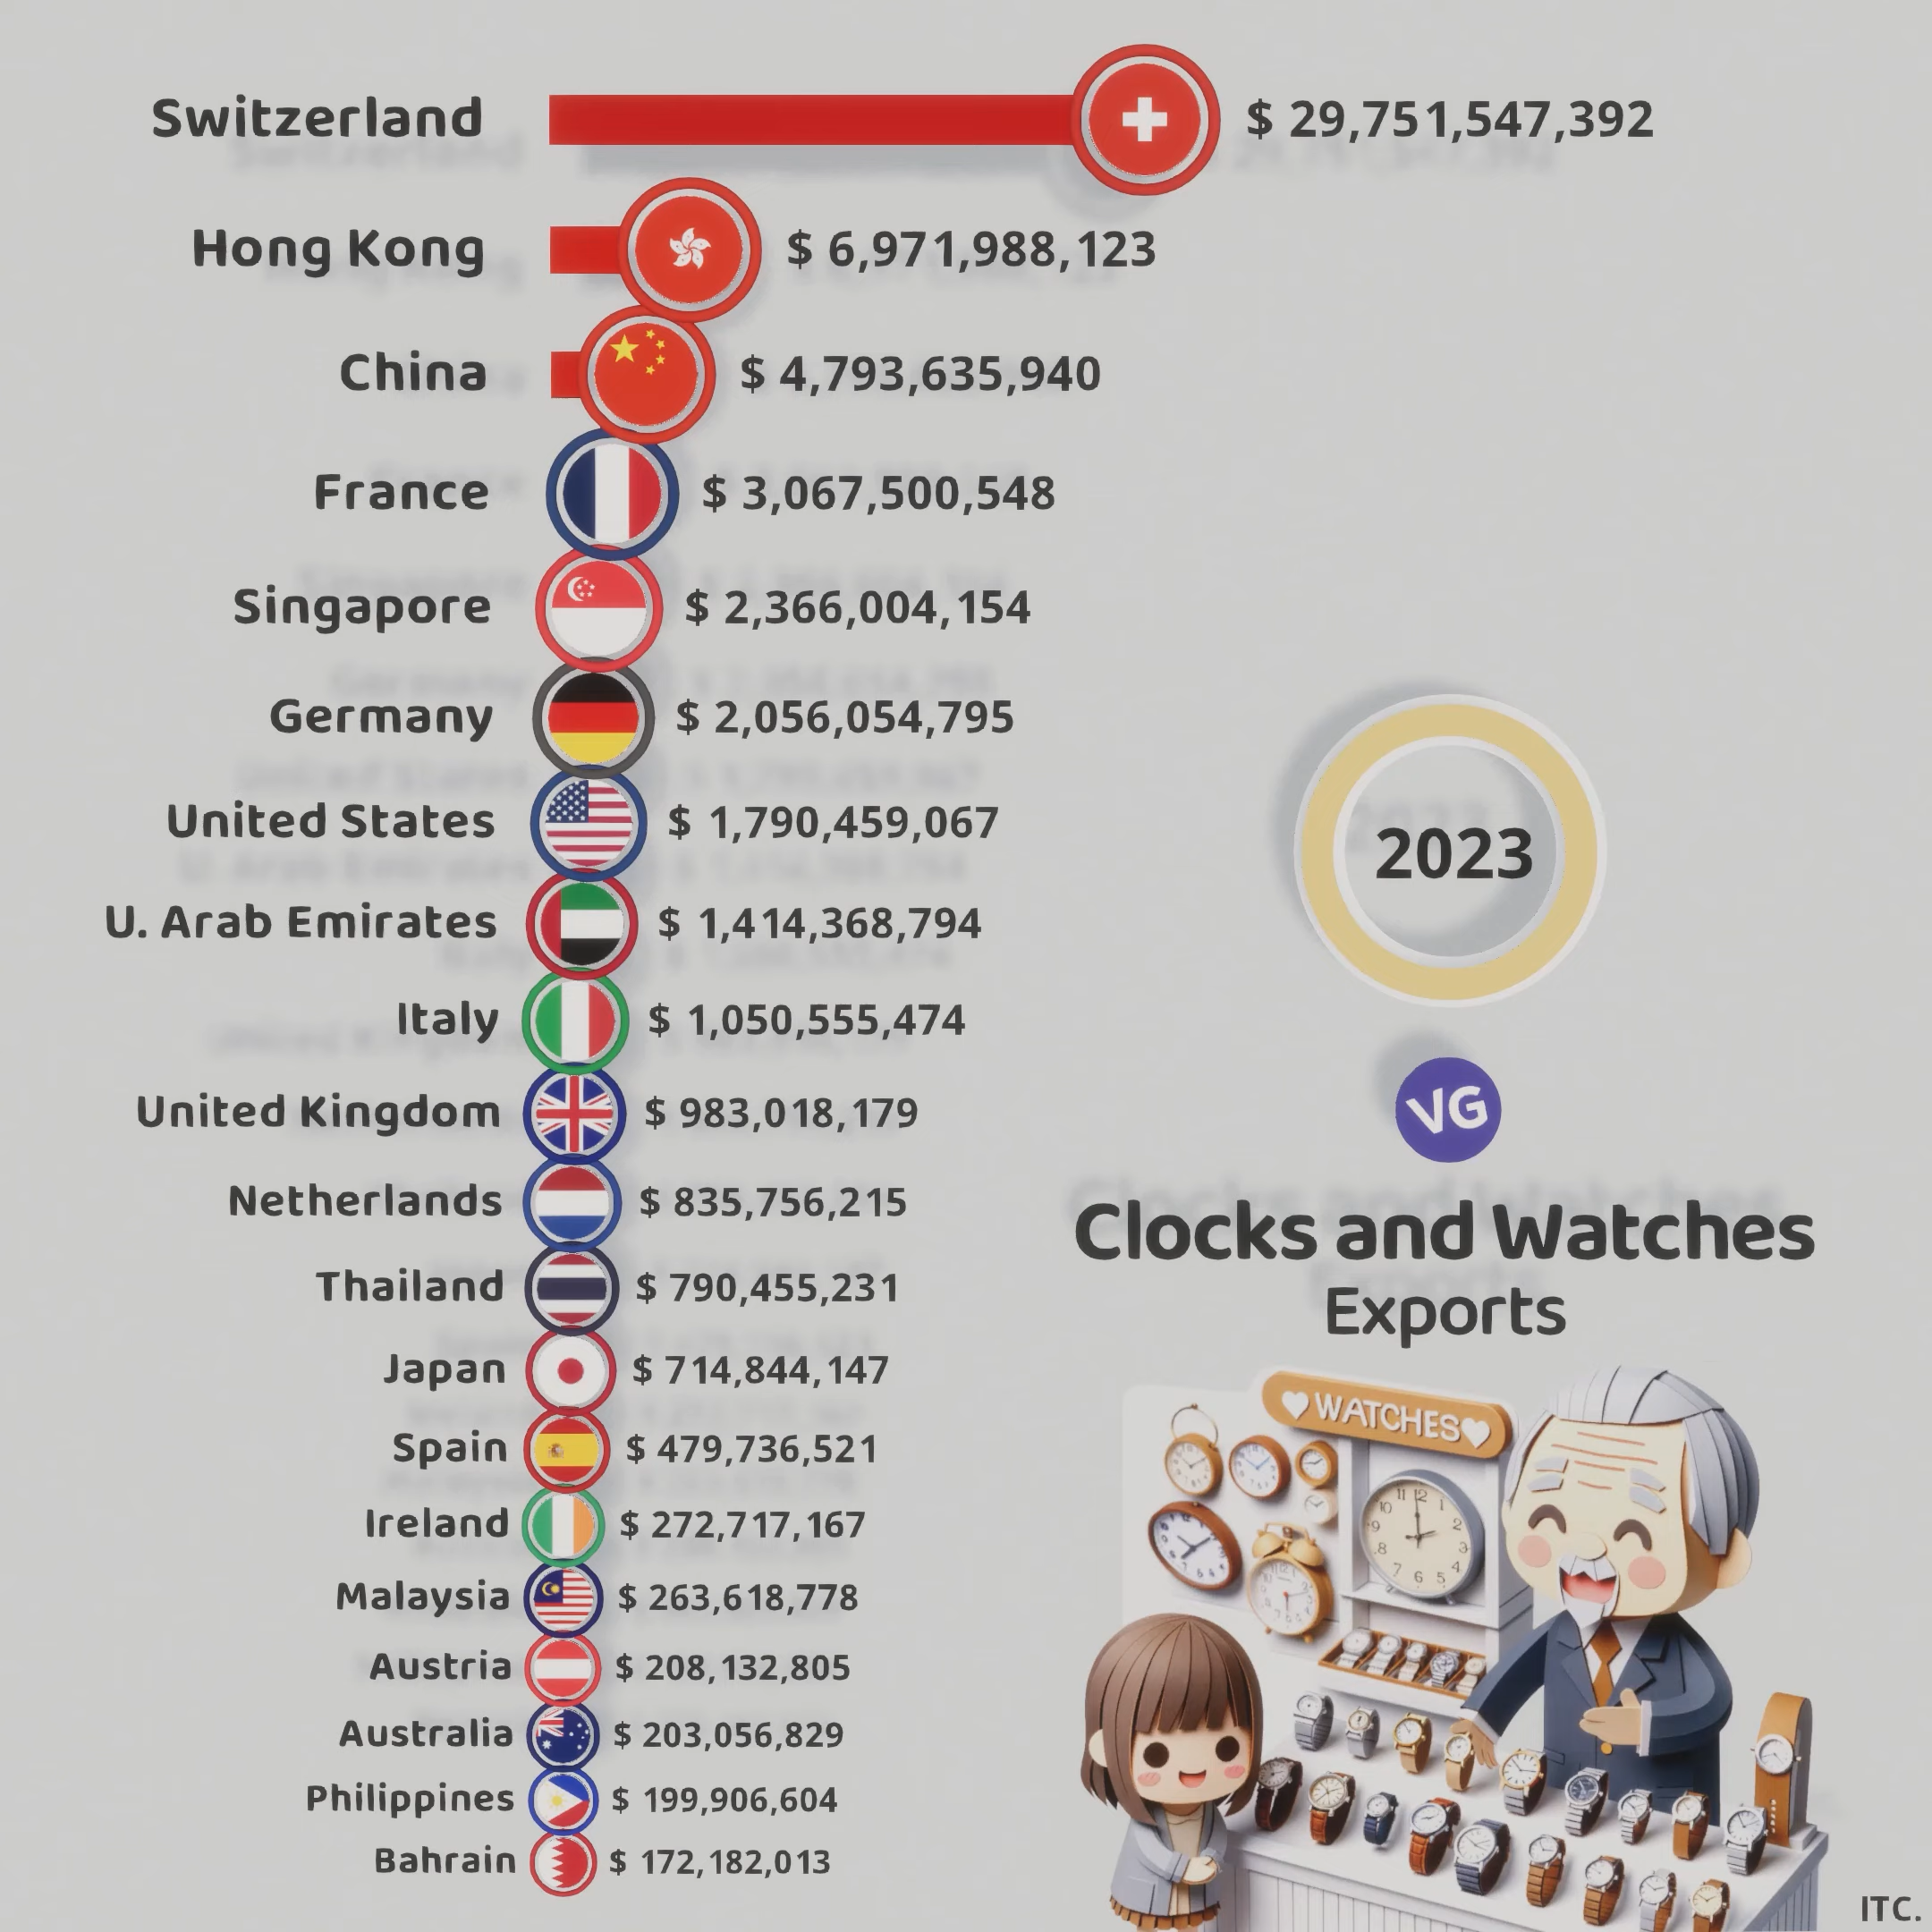 Switzerland $ 29,751,547,392
Hong Kong $ 6,971,988,123
China $ 4,793,635,940
France $ 3,067,500,548
Singapore $ 2,366,004,154
Germany $ 2,056,054,795
United States $ 1,790,459,067
U. Arab Emirates $ 1,414,368,794
Italy $ 1,050,555,474
United Kingdom $ 983,018,179
Netherlands $ 835,756,215
Thailand $ 790,455,231
Japan $ 714,844,147
Spain $ 479,736,521
Ireland $ 272,717,167
Malaysia $ 263,618,778
Austria $ 208,132,805
Australia $ 203,056,829
Philippines $ 199,906,604
Bahrain $ 172,182,013
2023
VG
Clocks and Watches
Exports
WATCHES
ITC.